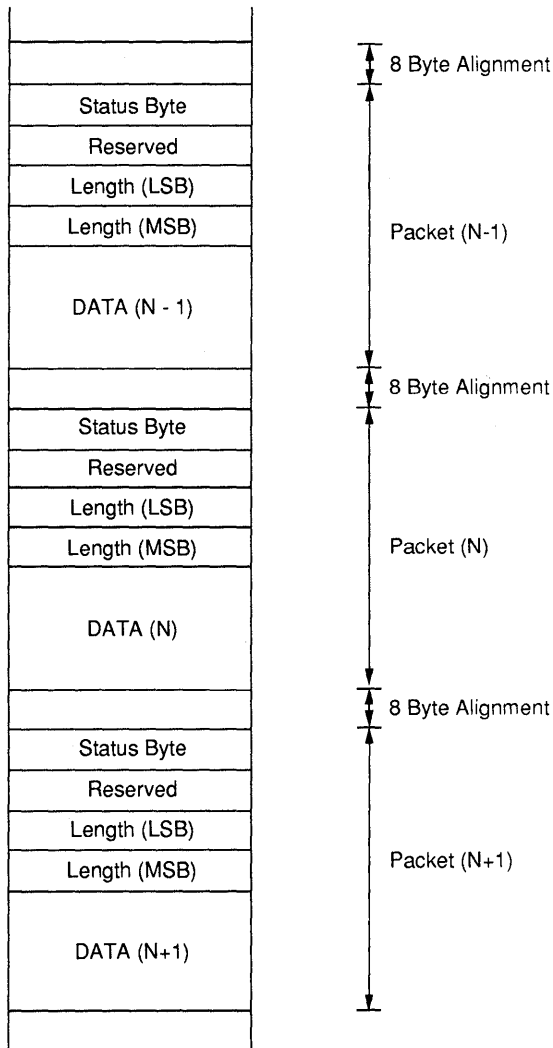 8 Byte Alignment
Status Byte
Reserved
Length (LSB)
Length (MSB)
Packet (N-1)
DATA (N - 1)
8 Byte Alignment
Status Byte
Reserved
Length (LSB)
Length (MSB)
Packet (N)
DATA (N)
8 Byte Alignment
Status Byte
Reserved
Length (LSB)
Length (MSB)
Packet (N+1)
DATA (N+1)